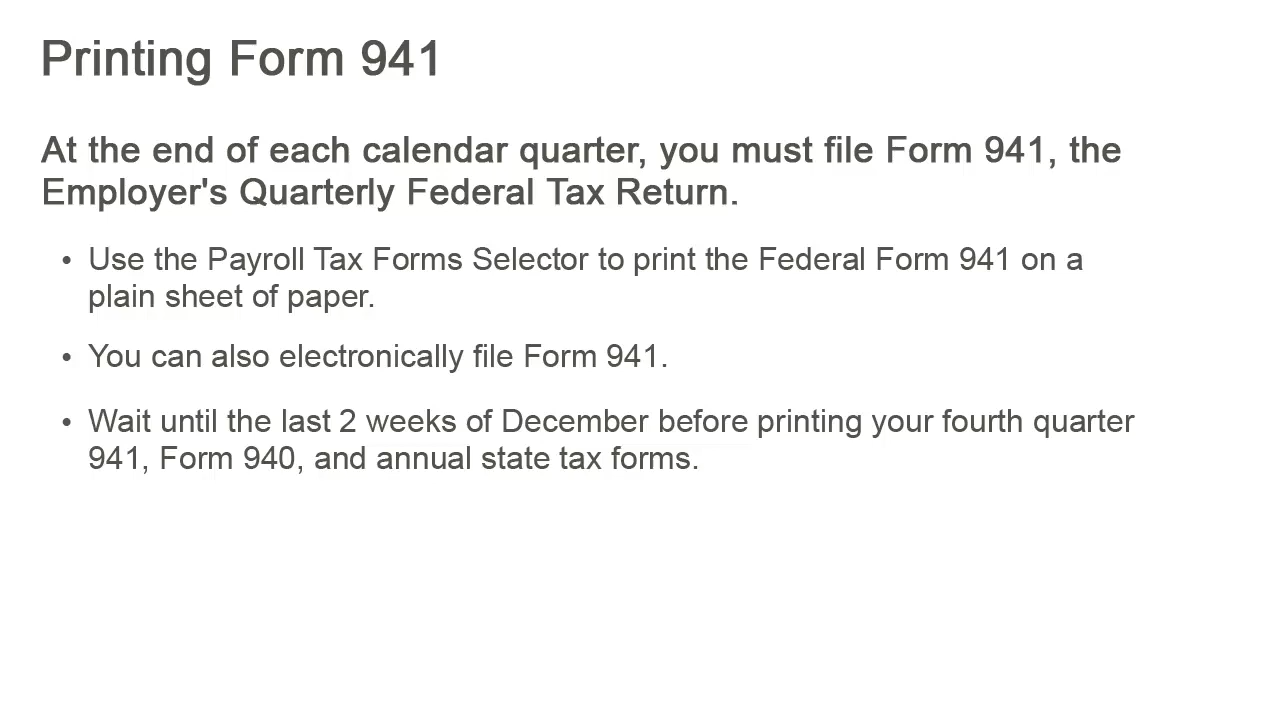 Printing Form 941
At the end of each calendar quarter, you must file Form 941, the
Employer's Quarterly Federal Tax Return.
• Use the Payroll Tax Forms Selector to print the Federal Form 941 on a
plain sheet of paper.
• You can also electronically file Form 941.
• Wait until the last 2 weeks of December before printing your fourth quarter
941, Form 940, and annual state tax forms.